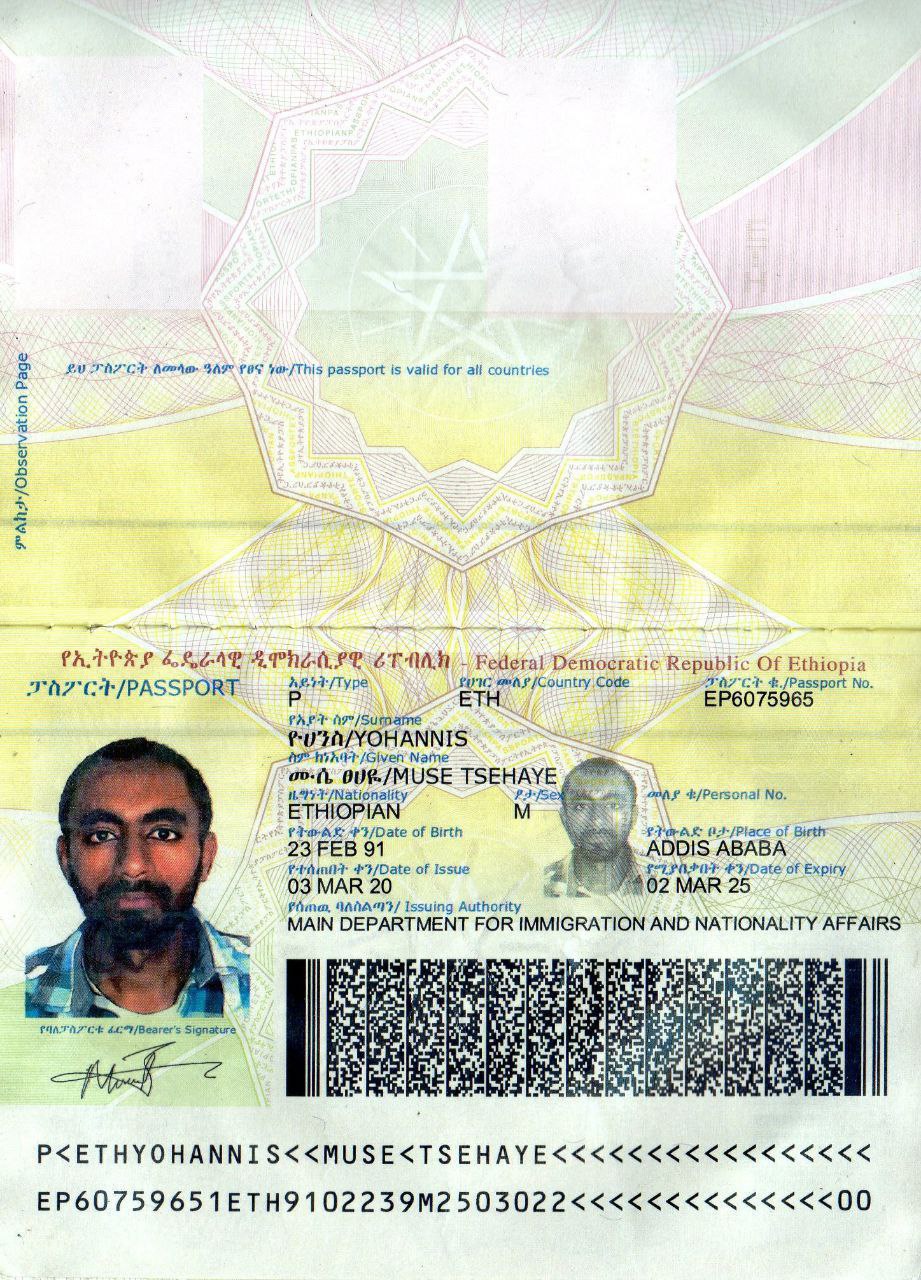 ምልከታ/Observation Page
ይህ ፓስፖርት ለመላው ዓለም የፀና ነው/This passport is valid for all countries
የኢትዮጵያ ፌዴራላዊ ዲሞክራሲያዊ ሪፐብሊክ - Federal Democratic Republic Of Ethiopia
ፓስፖርት/PASSPORT
አይነት/Type የሀገር መለያ/Country Code ፓስፖርት ቁ./Passport No.
P ETH EP6075965
የአያት ስም/Surname
ዮሀንስ/YOHANNIS
ስም ከነአባት/Given Name
ሙሴ ፀሀዬ/MUSE TSEHAYE
ዜግነት/Nationality ፆታ/Sex መለያ ቁ/Personal No.
ETHIOPIAN M
የትውልድ ቀን/Date of Birth የትውልድ ቦታ/Place of Birth
23 FEB 91 ADDIS ABABA
የተሰጠበት ቀን/Date of Issue የሚያበቃበት ቀን/Date of Expiry
03 MAR 20 02 MAR 25
የሰጠው ባለስልጣን/ Issuing Authority
MAIN DEPARTMENT FOR IMMIGRATION AND NATIONALITY AFFAIRS
የባለፓስፖርቱ ፊርማ/Bearer's Signature
P<ETHYOHANNIS<<MUSE<TSEHAYE<<<<<<<<<<<<<<<<<
EP60759651ETH9102239M2503022<<<<<<<<<<<<<<00